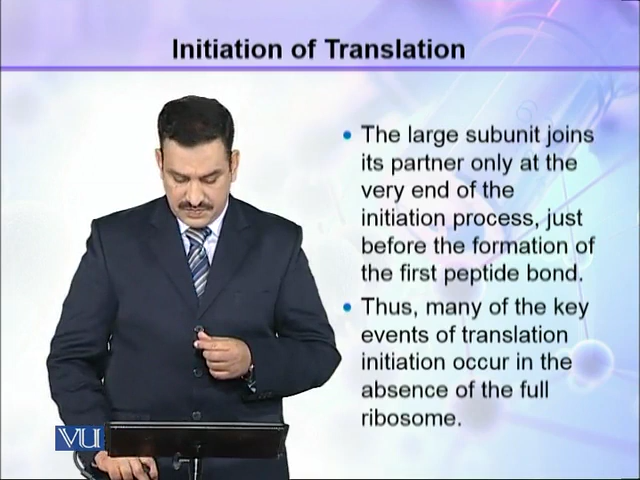 Initiation of Translation
• The large subunit joins
its partner only at the
very end of the
initiation process, just
before the formation of
the first peptide bond.
• Thus, many of the key
events of translation
initiation occur in the
absence of the full
ribosome.
VU